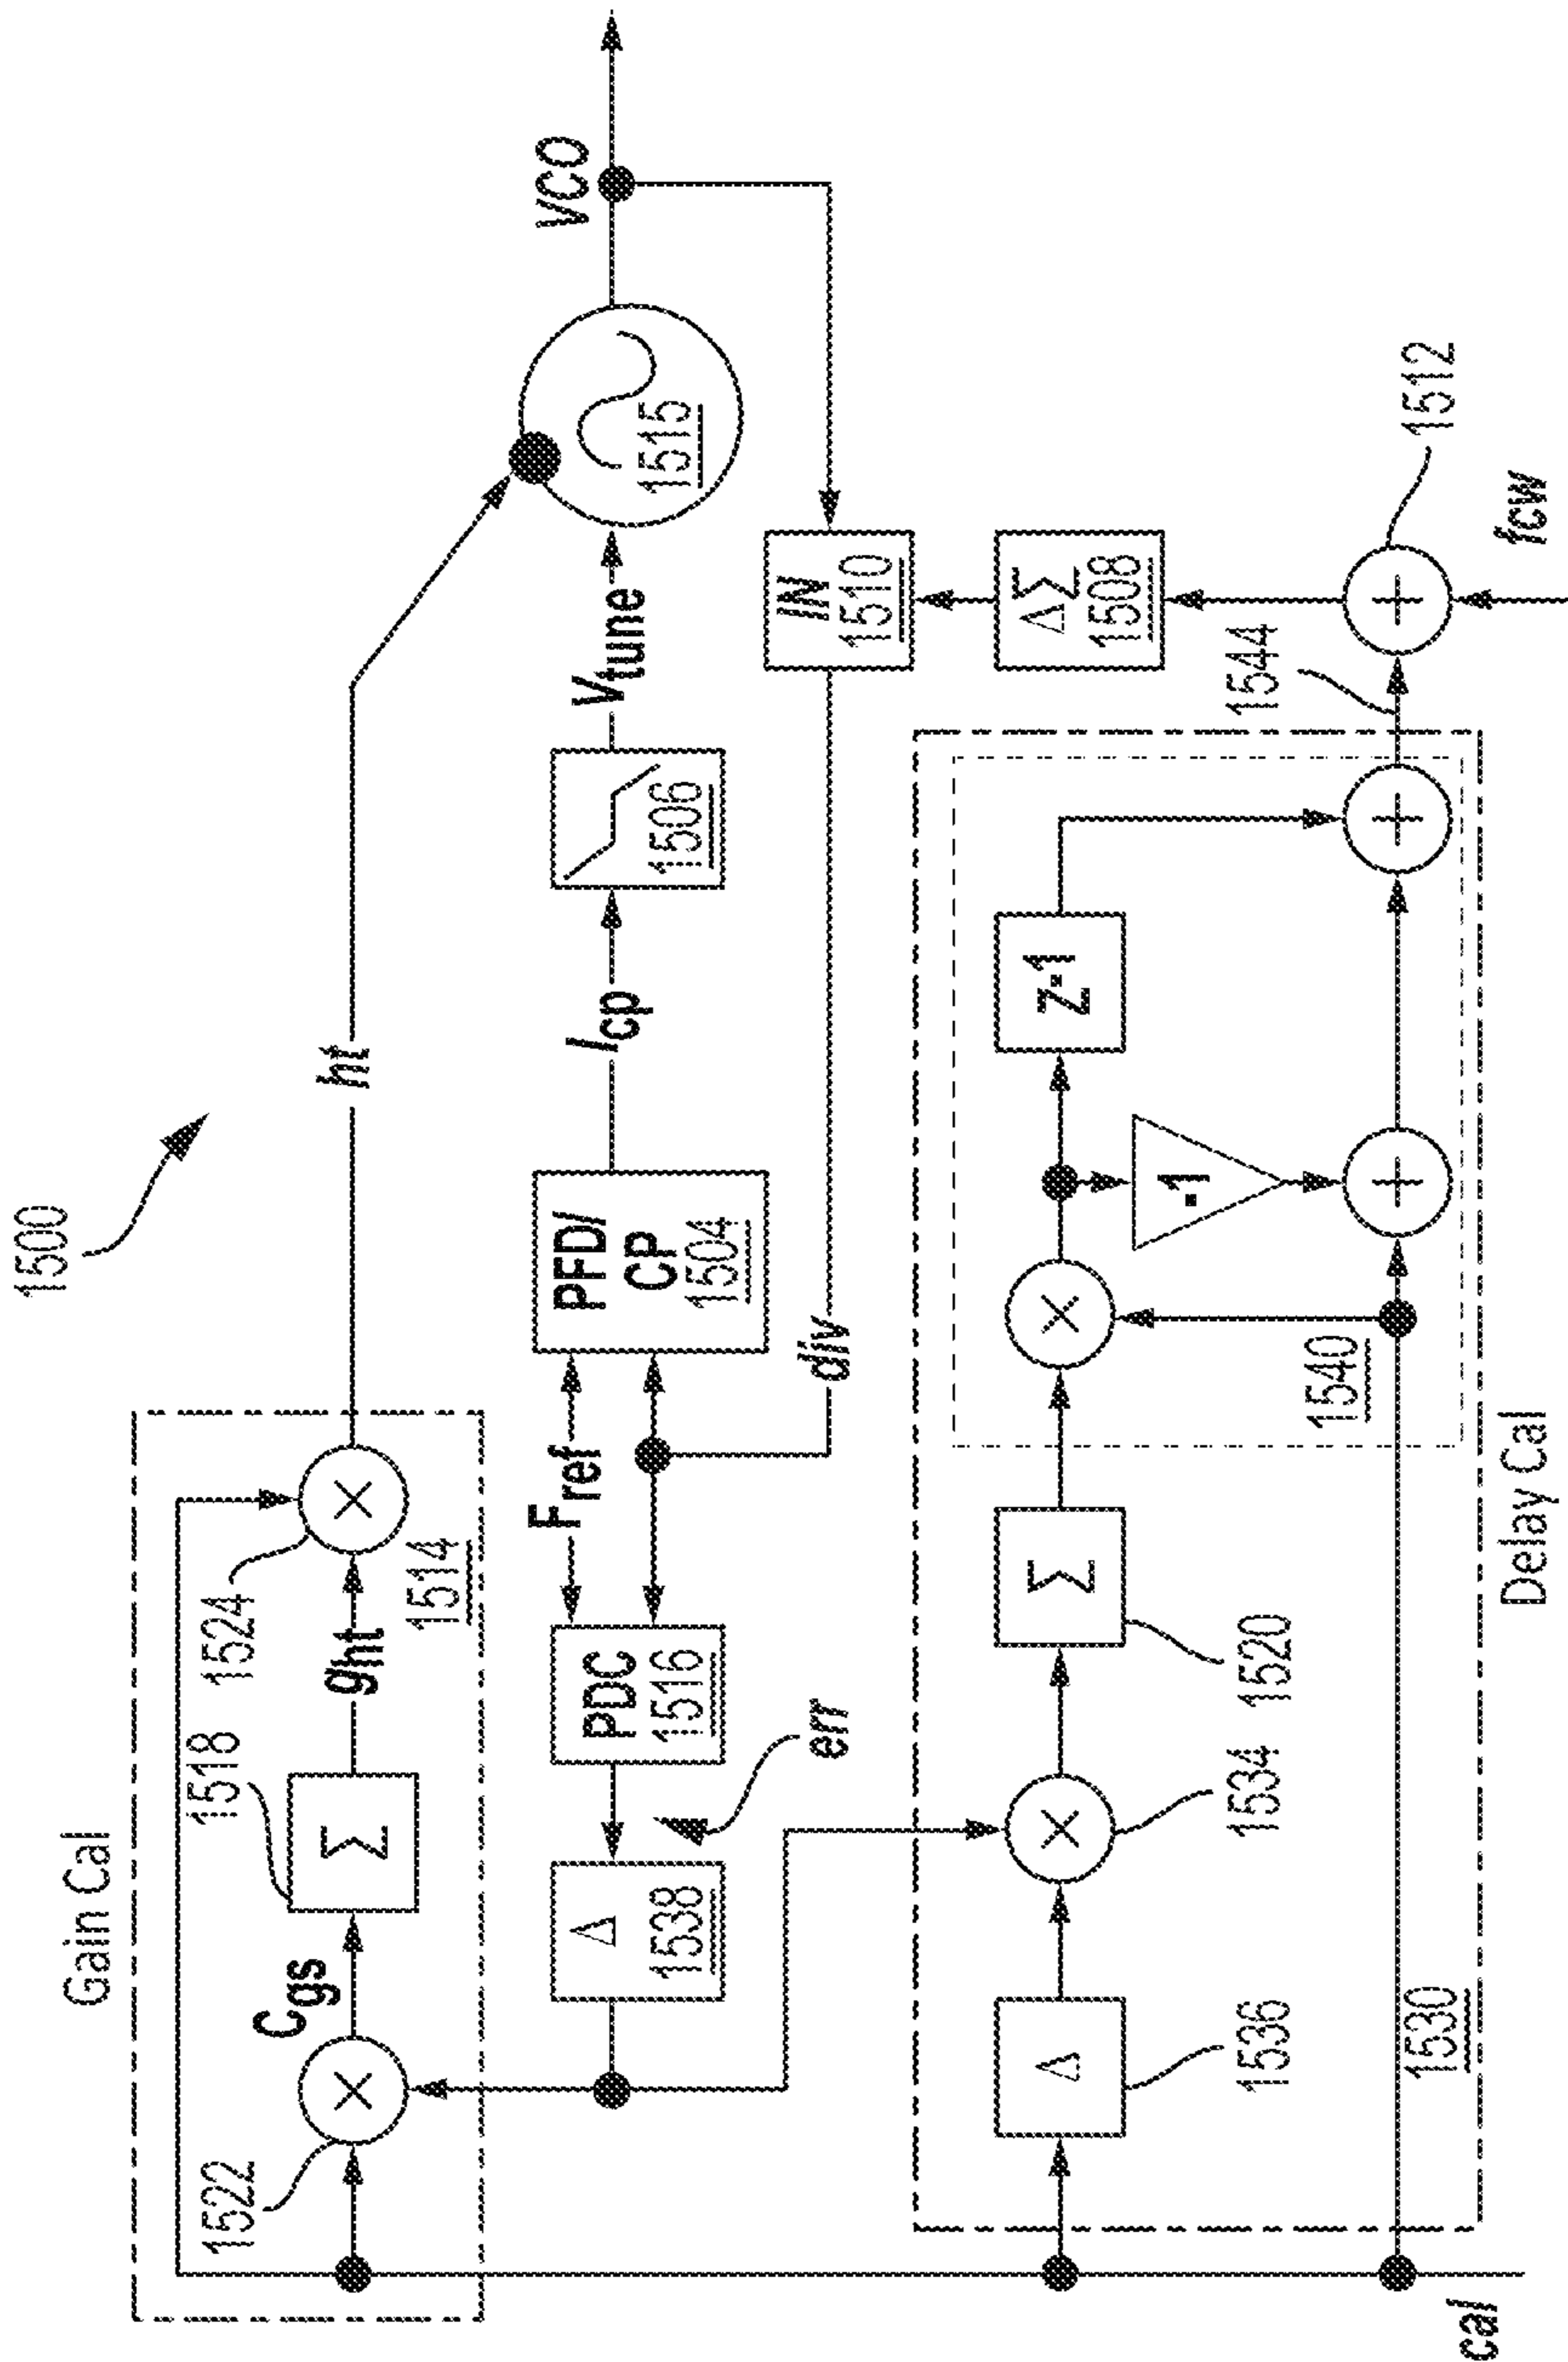 1500
Gain Cal
1522
Cgs
1518
Σ
ght
1524
1514
ht
Δ
1538
err
PDC
1516
Fref
PFD/
CP
1504
Icp
1506
Vtune
1515
VCO
div
IN
1510
ΔΣ
1508
1512
fcw
1544
cal
1530
Δ
1536
1534
Σ
1520
1540
-1
Z-1
Delay Cal